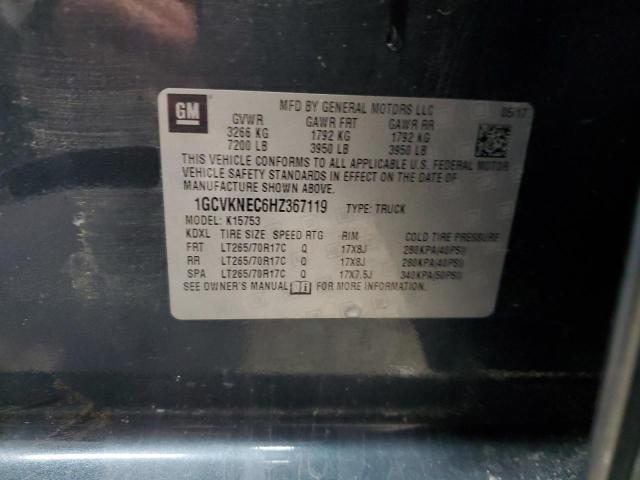 GM
MFD BY GENERAL MOTORS LLC 05/17
GVWR GAWR FRT GAWR RR
3266 KG 1792 KG 1792 KG
7200 LB 3950 LB 3950 LB
THIS VEHICLE CONFORMS TO ALL APPLICABLE U.S. FEDERAL MOTOR
VEHICLE SAFETY STANDARDS IN EFFECT ON THE DATE OF
MANUFACTURE SHOWN ABOVE.
1GCVKNEC6HZ367119 TYPE: TRUCK
MODEL: K15753
KDXL TIRE SIZE SPEED RTG RIM COLD TIRE PRESSURE
FRT LT265/70R17C Q 17X8J 280KPA(40PSI)
RR LT265/70R17C Q 17X8J 280KPA(40PSI)
SPA LT265/70R17C Q 17X7.5J 340KPA(50PSI)
SEE OWNER'S MANUAL FOR MORE INFORMATION.